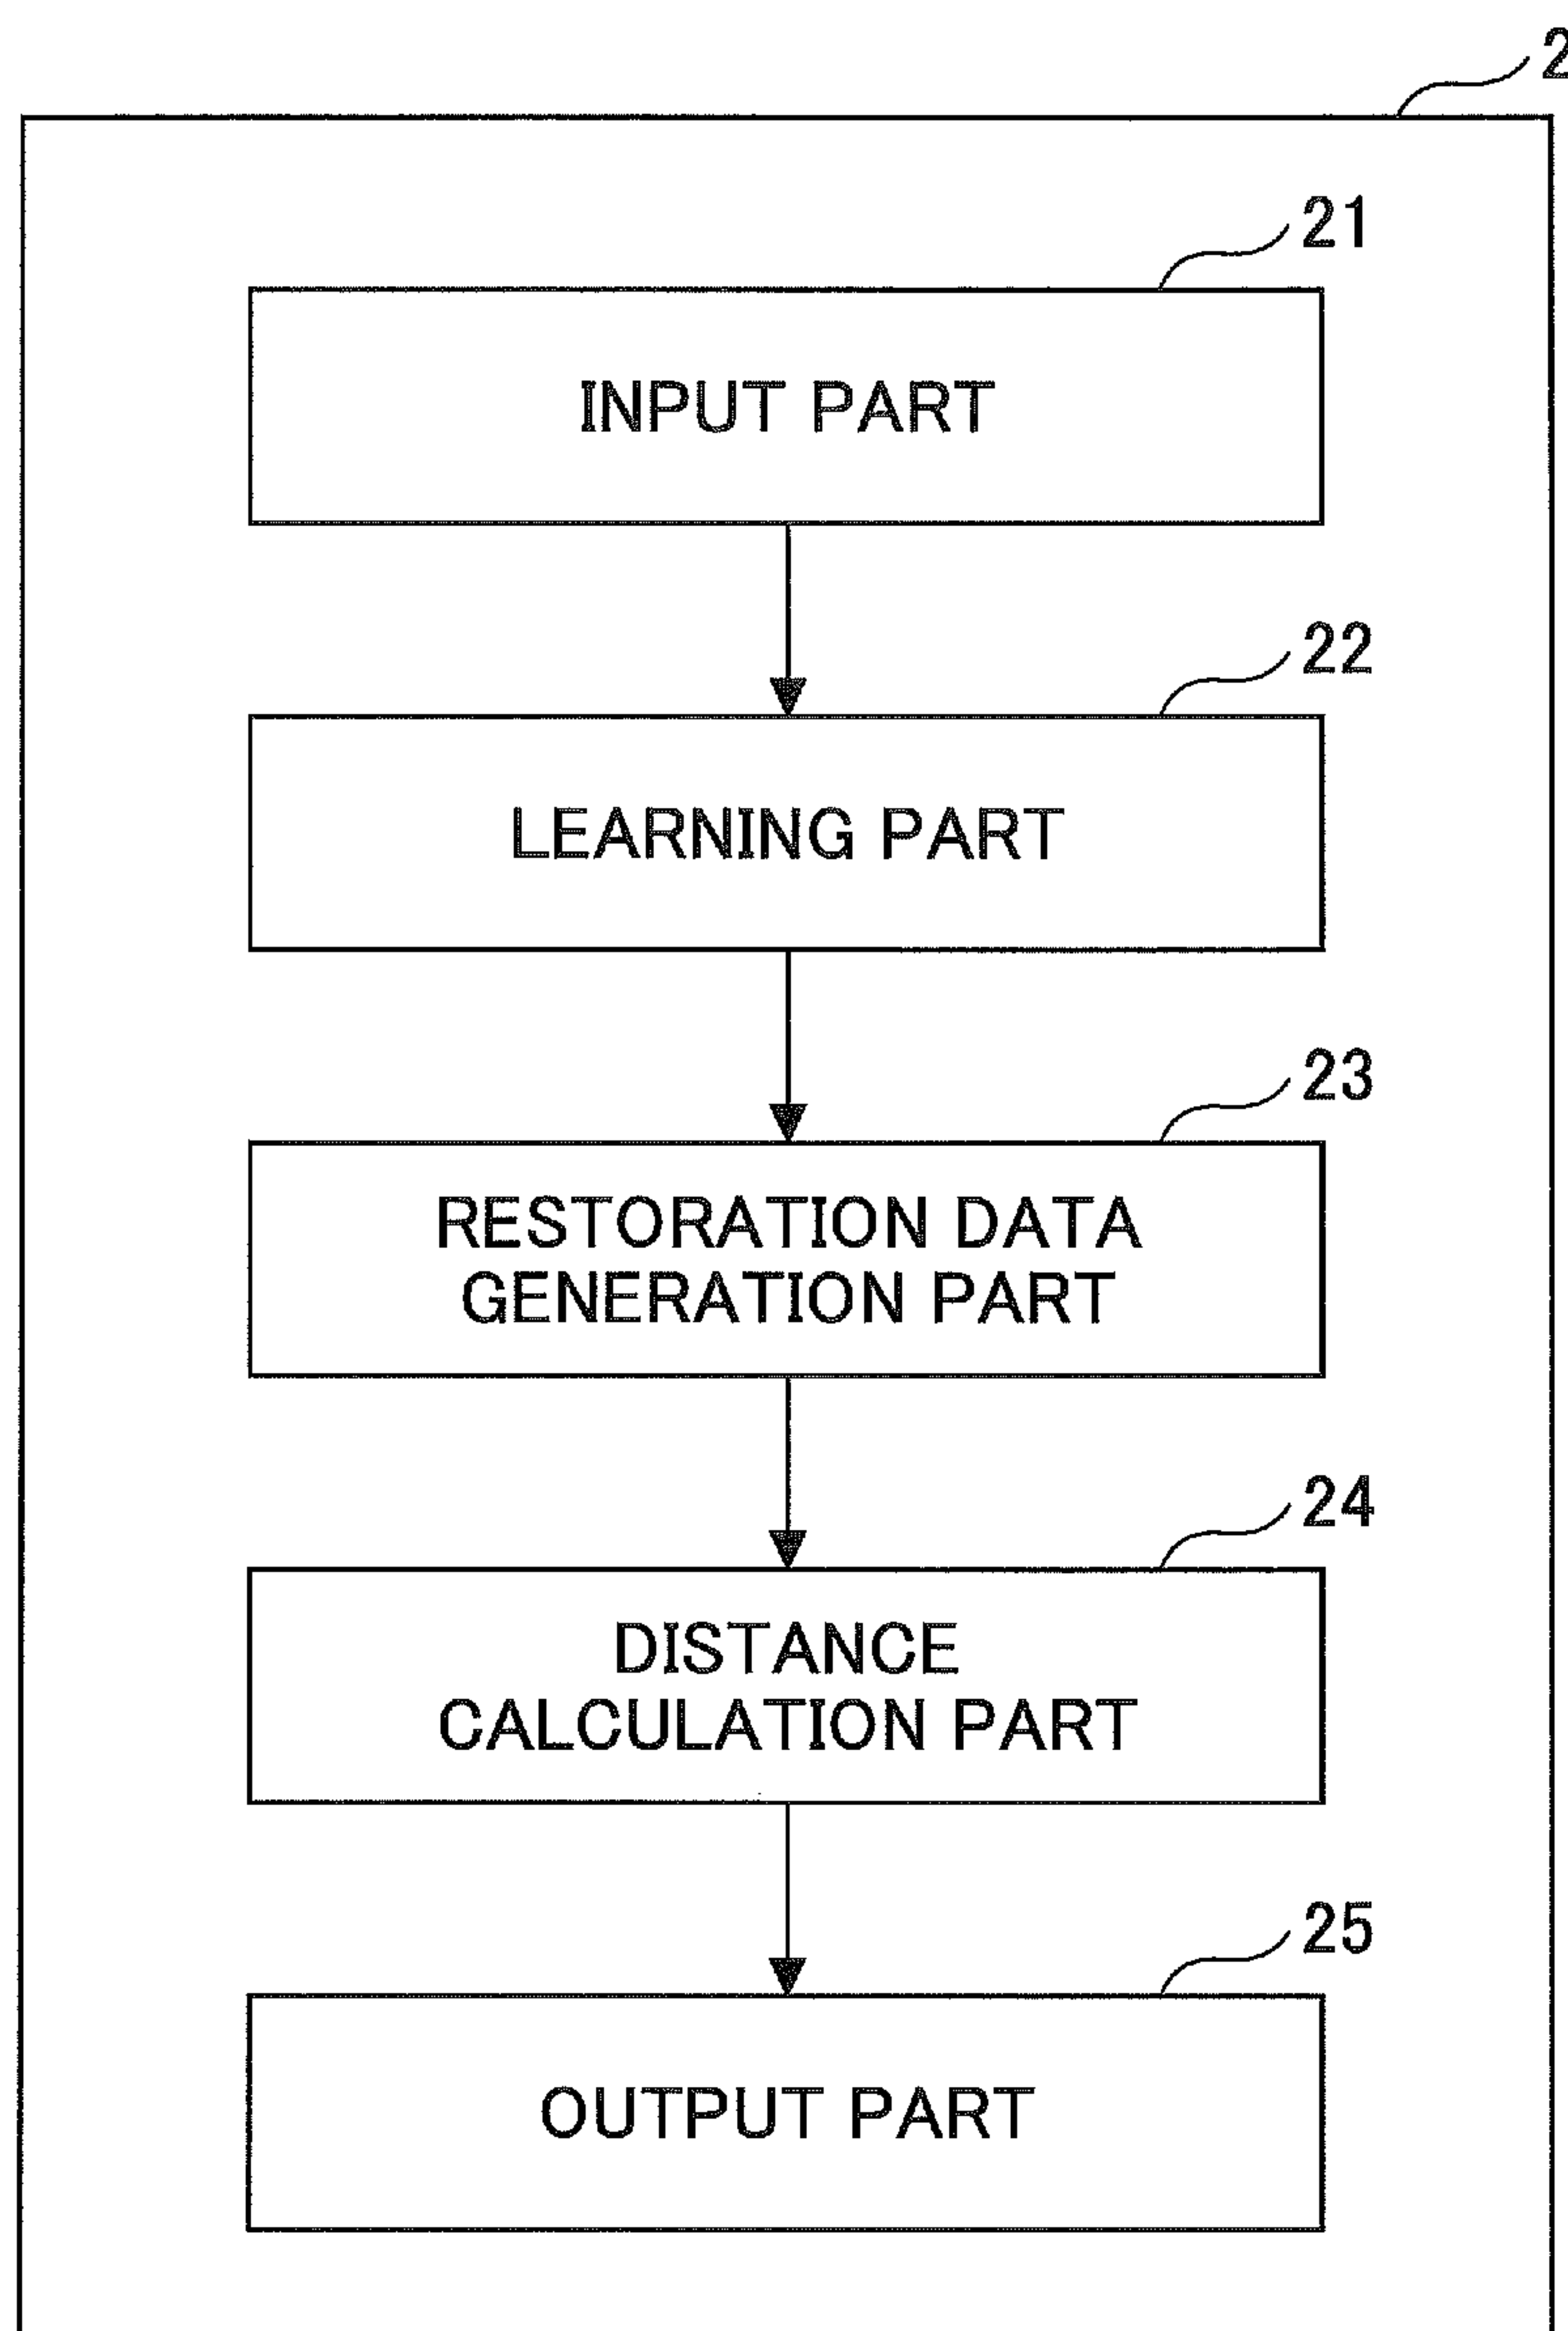 2
21
INPUT PART
22
LEARNING PART
23
RESTORATION DATA
GENERATION PART
24
DISTANCE
CALCULATION PART
25
OUTPUT PART